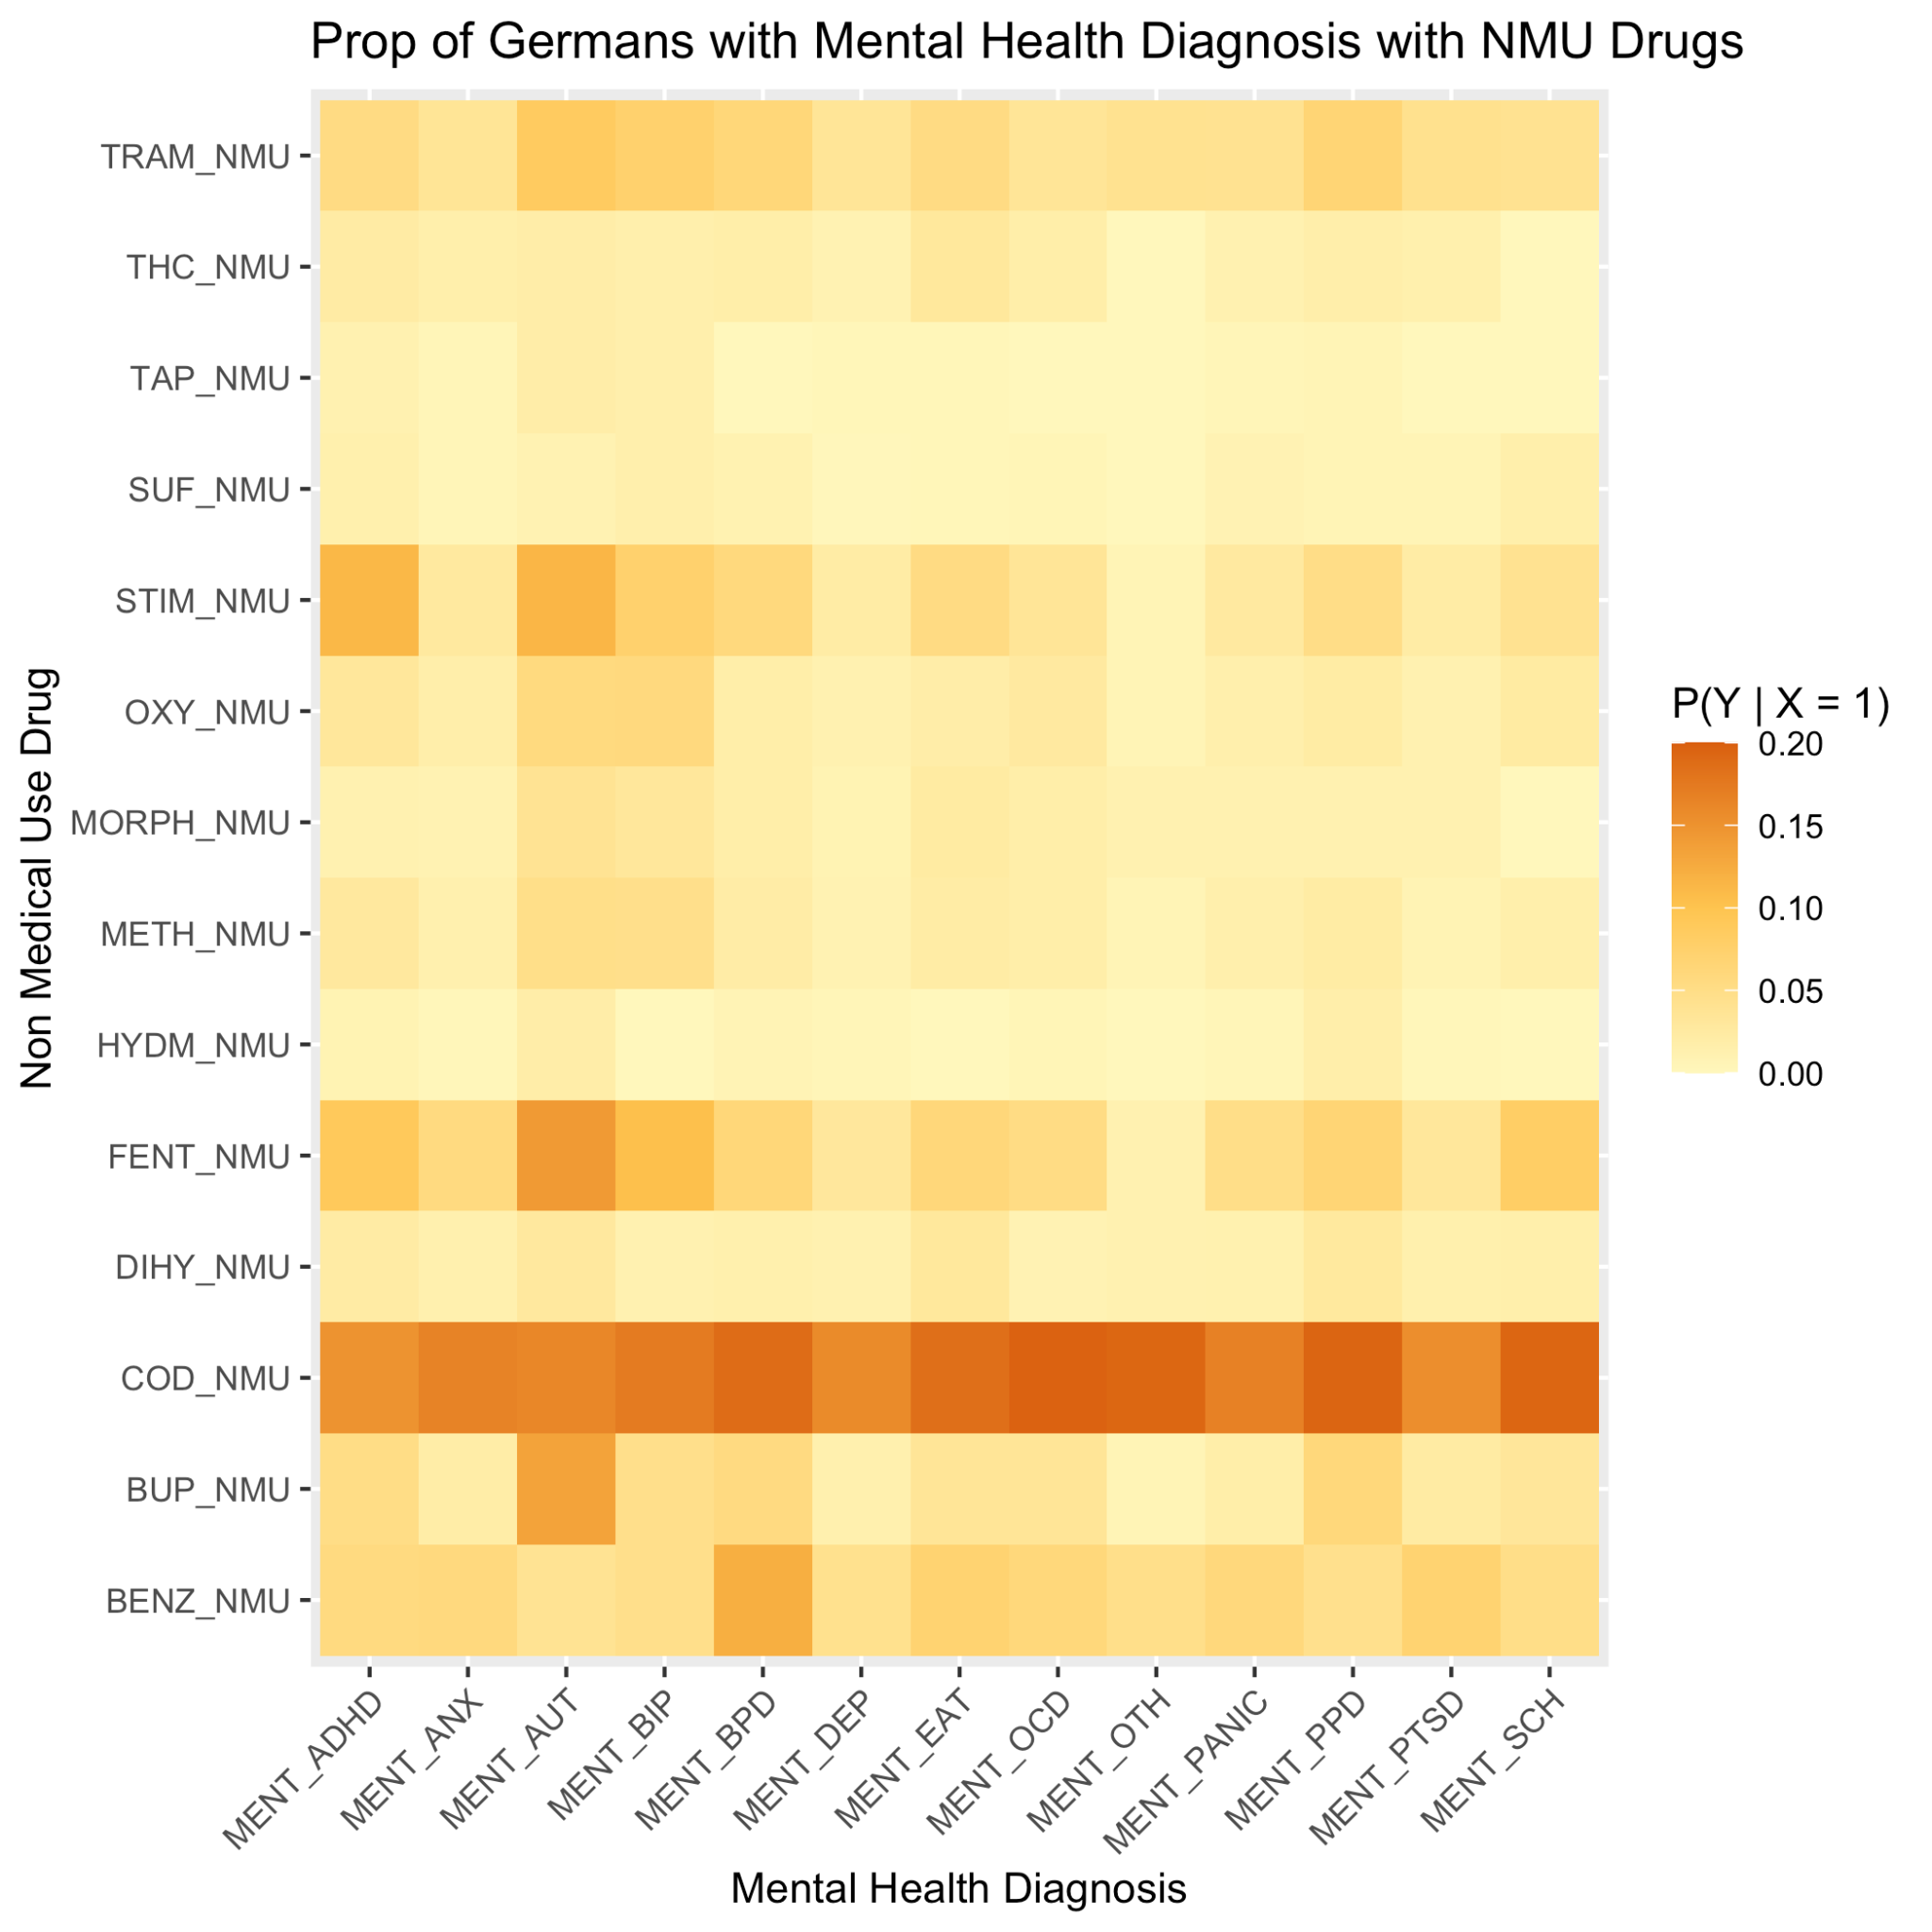 Prop of Germans with Mental Health Diagnosis with NMU Drugs
TRAM_NMU
THC_NMU
TAP_NMU
SUF_NMU
STIM_NMU
OXY_NMU
MORPH_NMU
METH_NMU
HYDM_NMU
FENT_NMU
DIHY_NMU
COD_NMU
BUP_NMU
BENZ_NMU
Non Medical Use Drug
MENT_ADHD
MENT_ANX
MENT_AUT
MENT_BIP
MENT_BPD
MENT_DEP
MENT_EAT
MENT_OCD
MENT_OTH
MENT_PANIC
MENT_PPD
MENT_PTSD
MENT_SCH
Mental Health Diagnosis
P(Y | X = 1)
0.20
0.15
0.10
0.05
0.00